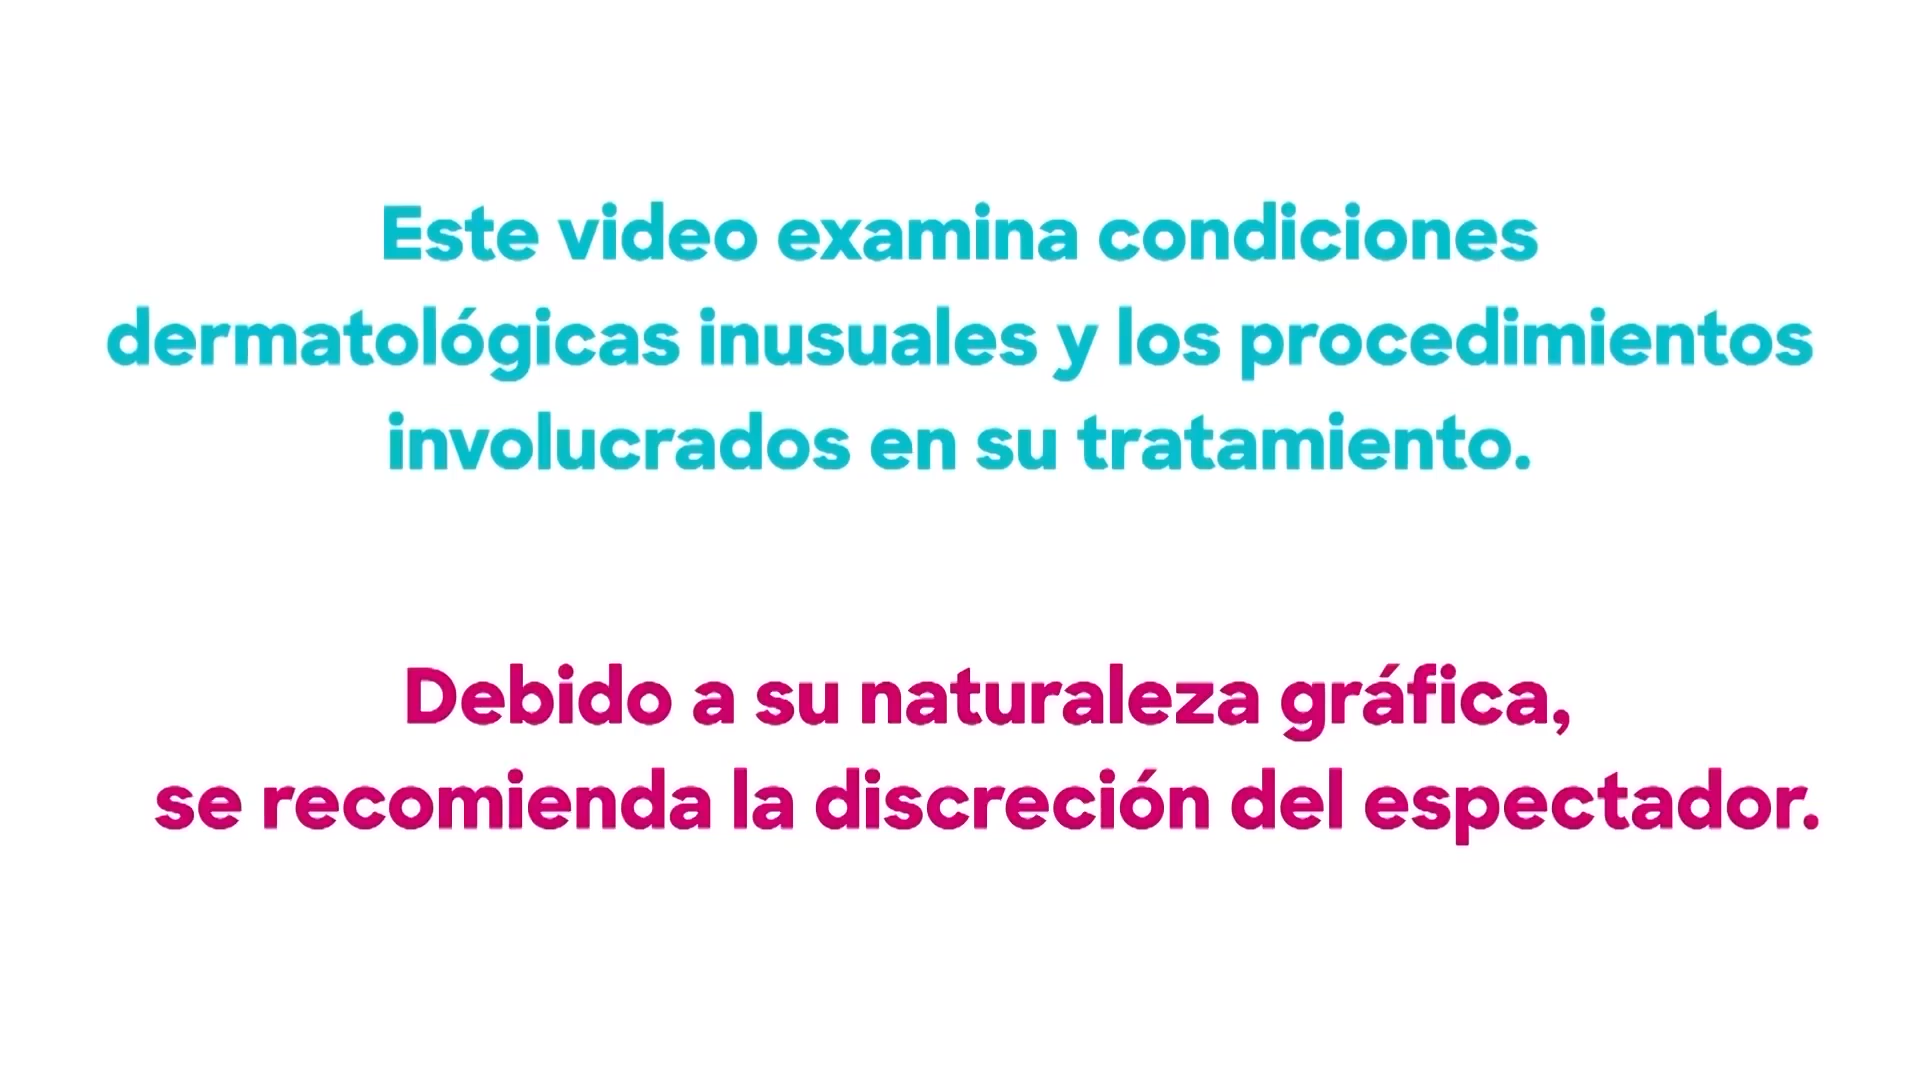 Este video examina condiciones
dermatológicas inusuales y los procedimientos
involucrados en su tratamiento.
Debido a su naturaleza gráfica,
se recomienda la discreción del espectador.